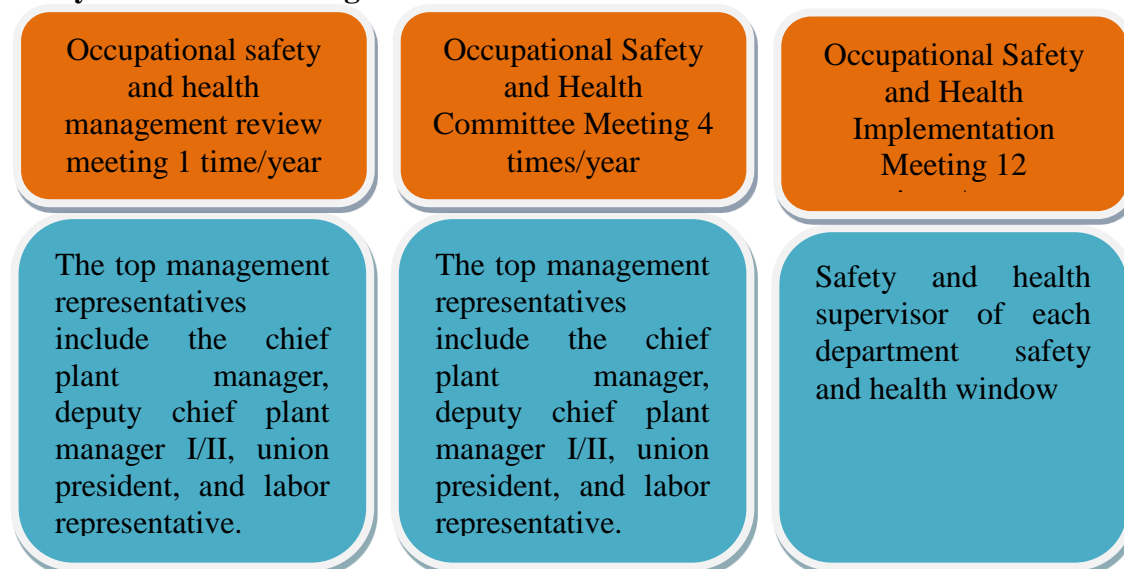 Occupational safety
and health
management review
meeting 1 time/year
Occupational Safety
and Health
Committee Meeting 4
times/year
Occupational Safety
and Health
Implementation
Meeting 12
The top management
representatives
include the chief
plant manager,
deputy chief plant
manager I/II, union
president, and labor
representative.
The top management
representatives
include the chief
plant manager,
deputy chief plant
manager I/II, union
president, and labor
representative.
Safety and health
supervisor of each
department safety
and health window